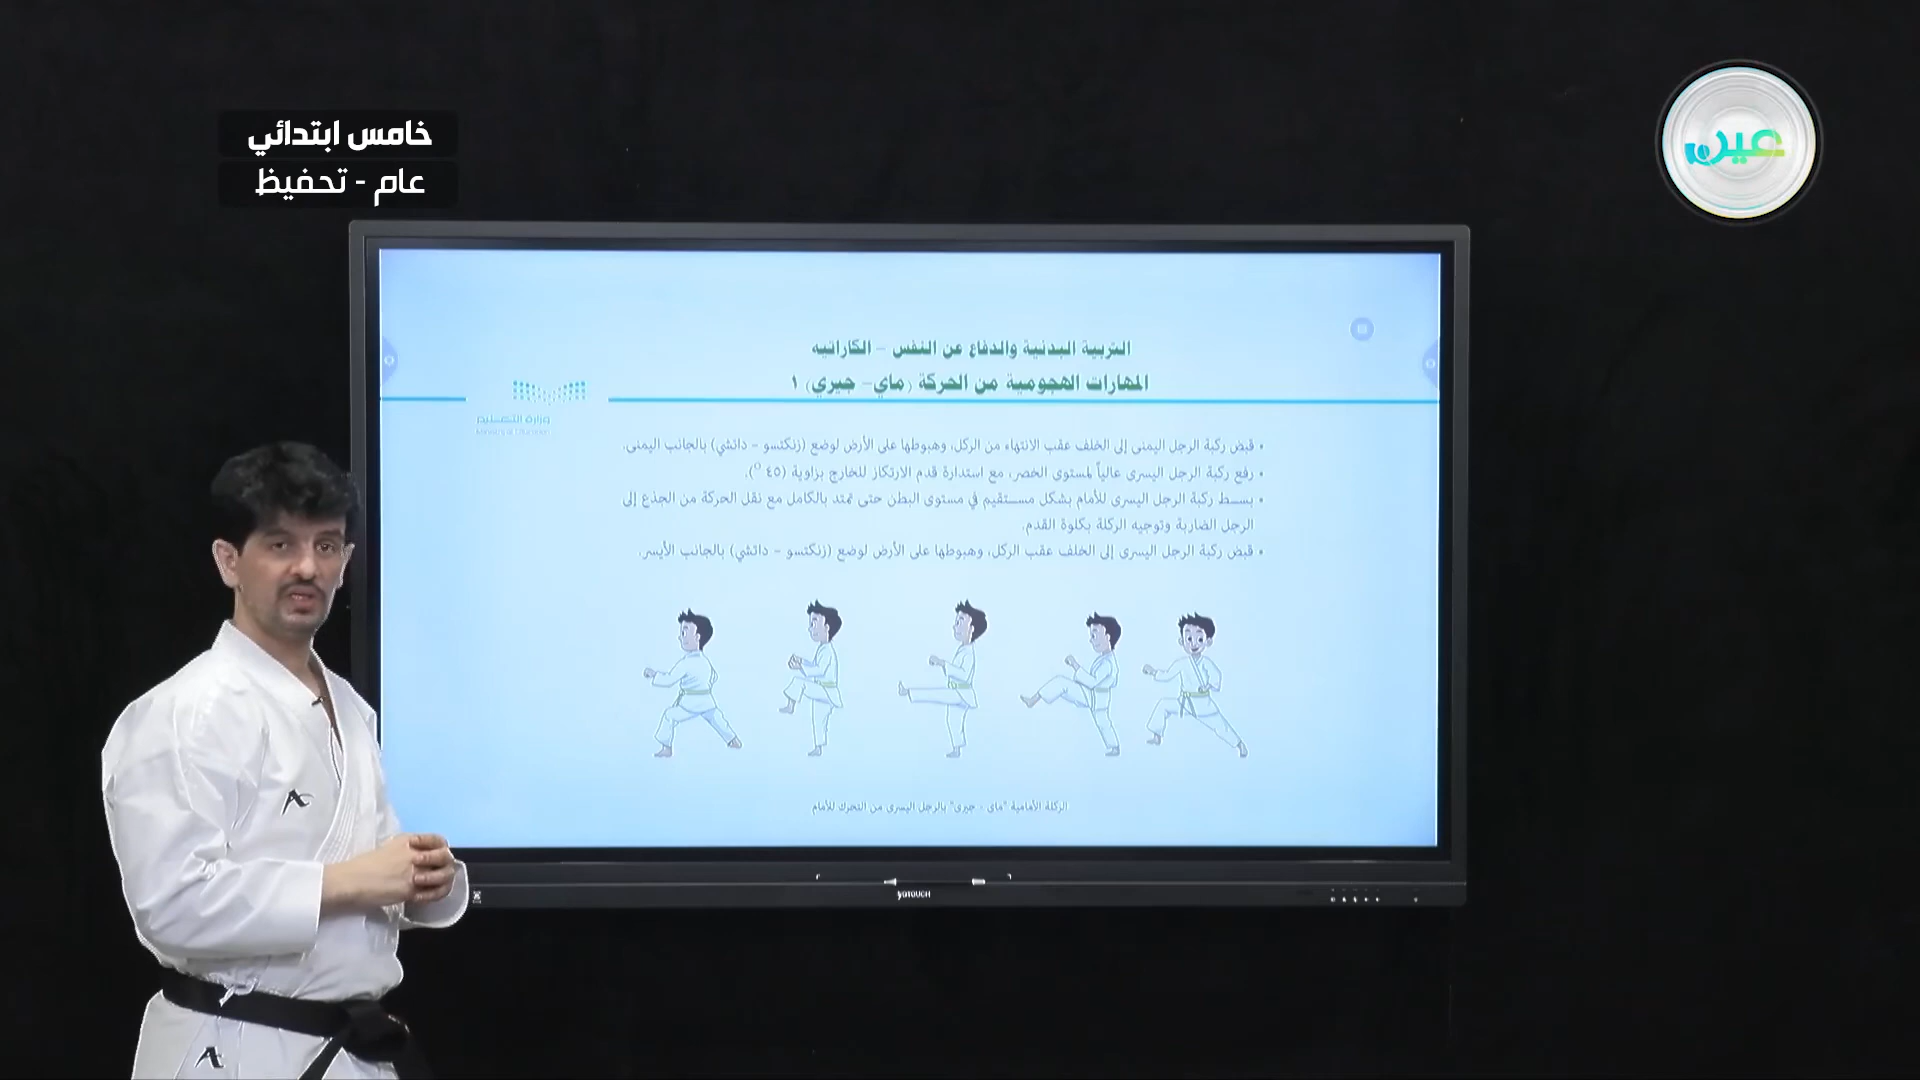 خامس ابتدائي
عام - تحفيظ
عين
التربية البدنية والدفاع عن النفس - الكاراتيه
المهارات الهجومية من الحركة (ماي- جيري) ١
وزارة التعليم
Ministry of Education
• قبض ركبة الرجل اليمنى إلى الخلف عقب الانتهاء من الركل، وهبوطها على الأرض لوضع (زنكتسو - داتشي) بالجانب اليمنى.
• رفع ركبة الرجل اليسرى عالياً لمستوى الخصر، مع استدارة قدم الارتكاز للخارج بزاوية (٤٥ °).
• بسط ركبة الرجل اليسرى للأمام بشكل مستقيم في مستوى البطن حتى تمتد بالكامل مع نقل الحركة من الجذع إلى
الرجل الضاربة وتوجيه الركلة بكلوة القدم.
• قبض ركبة الرجل اليسرى إلى الخلف عقب الركل، وهبوطها على الأرض لوضع (زنكتسو - داتشي) بالجانب الأيسر.
الركلة الأمامية "ماي - جيري" بالرجل اليسرى من التحرك للأمام